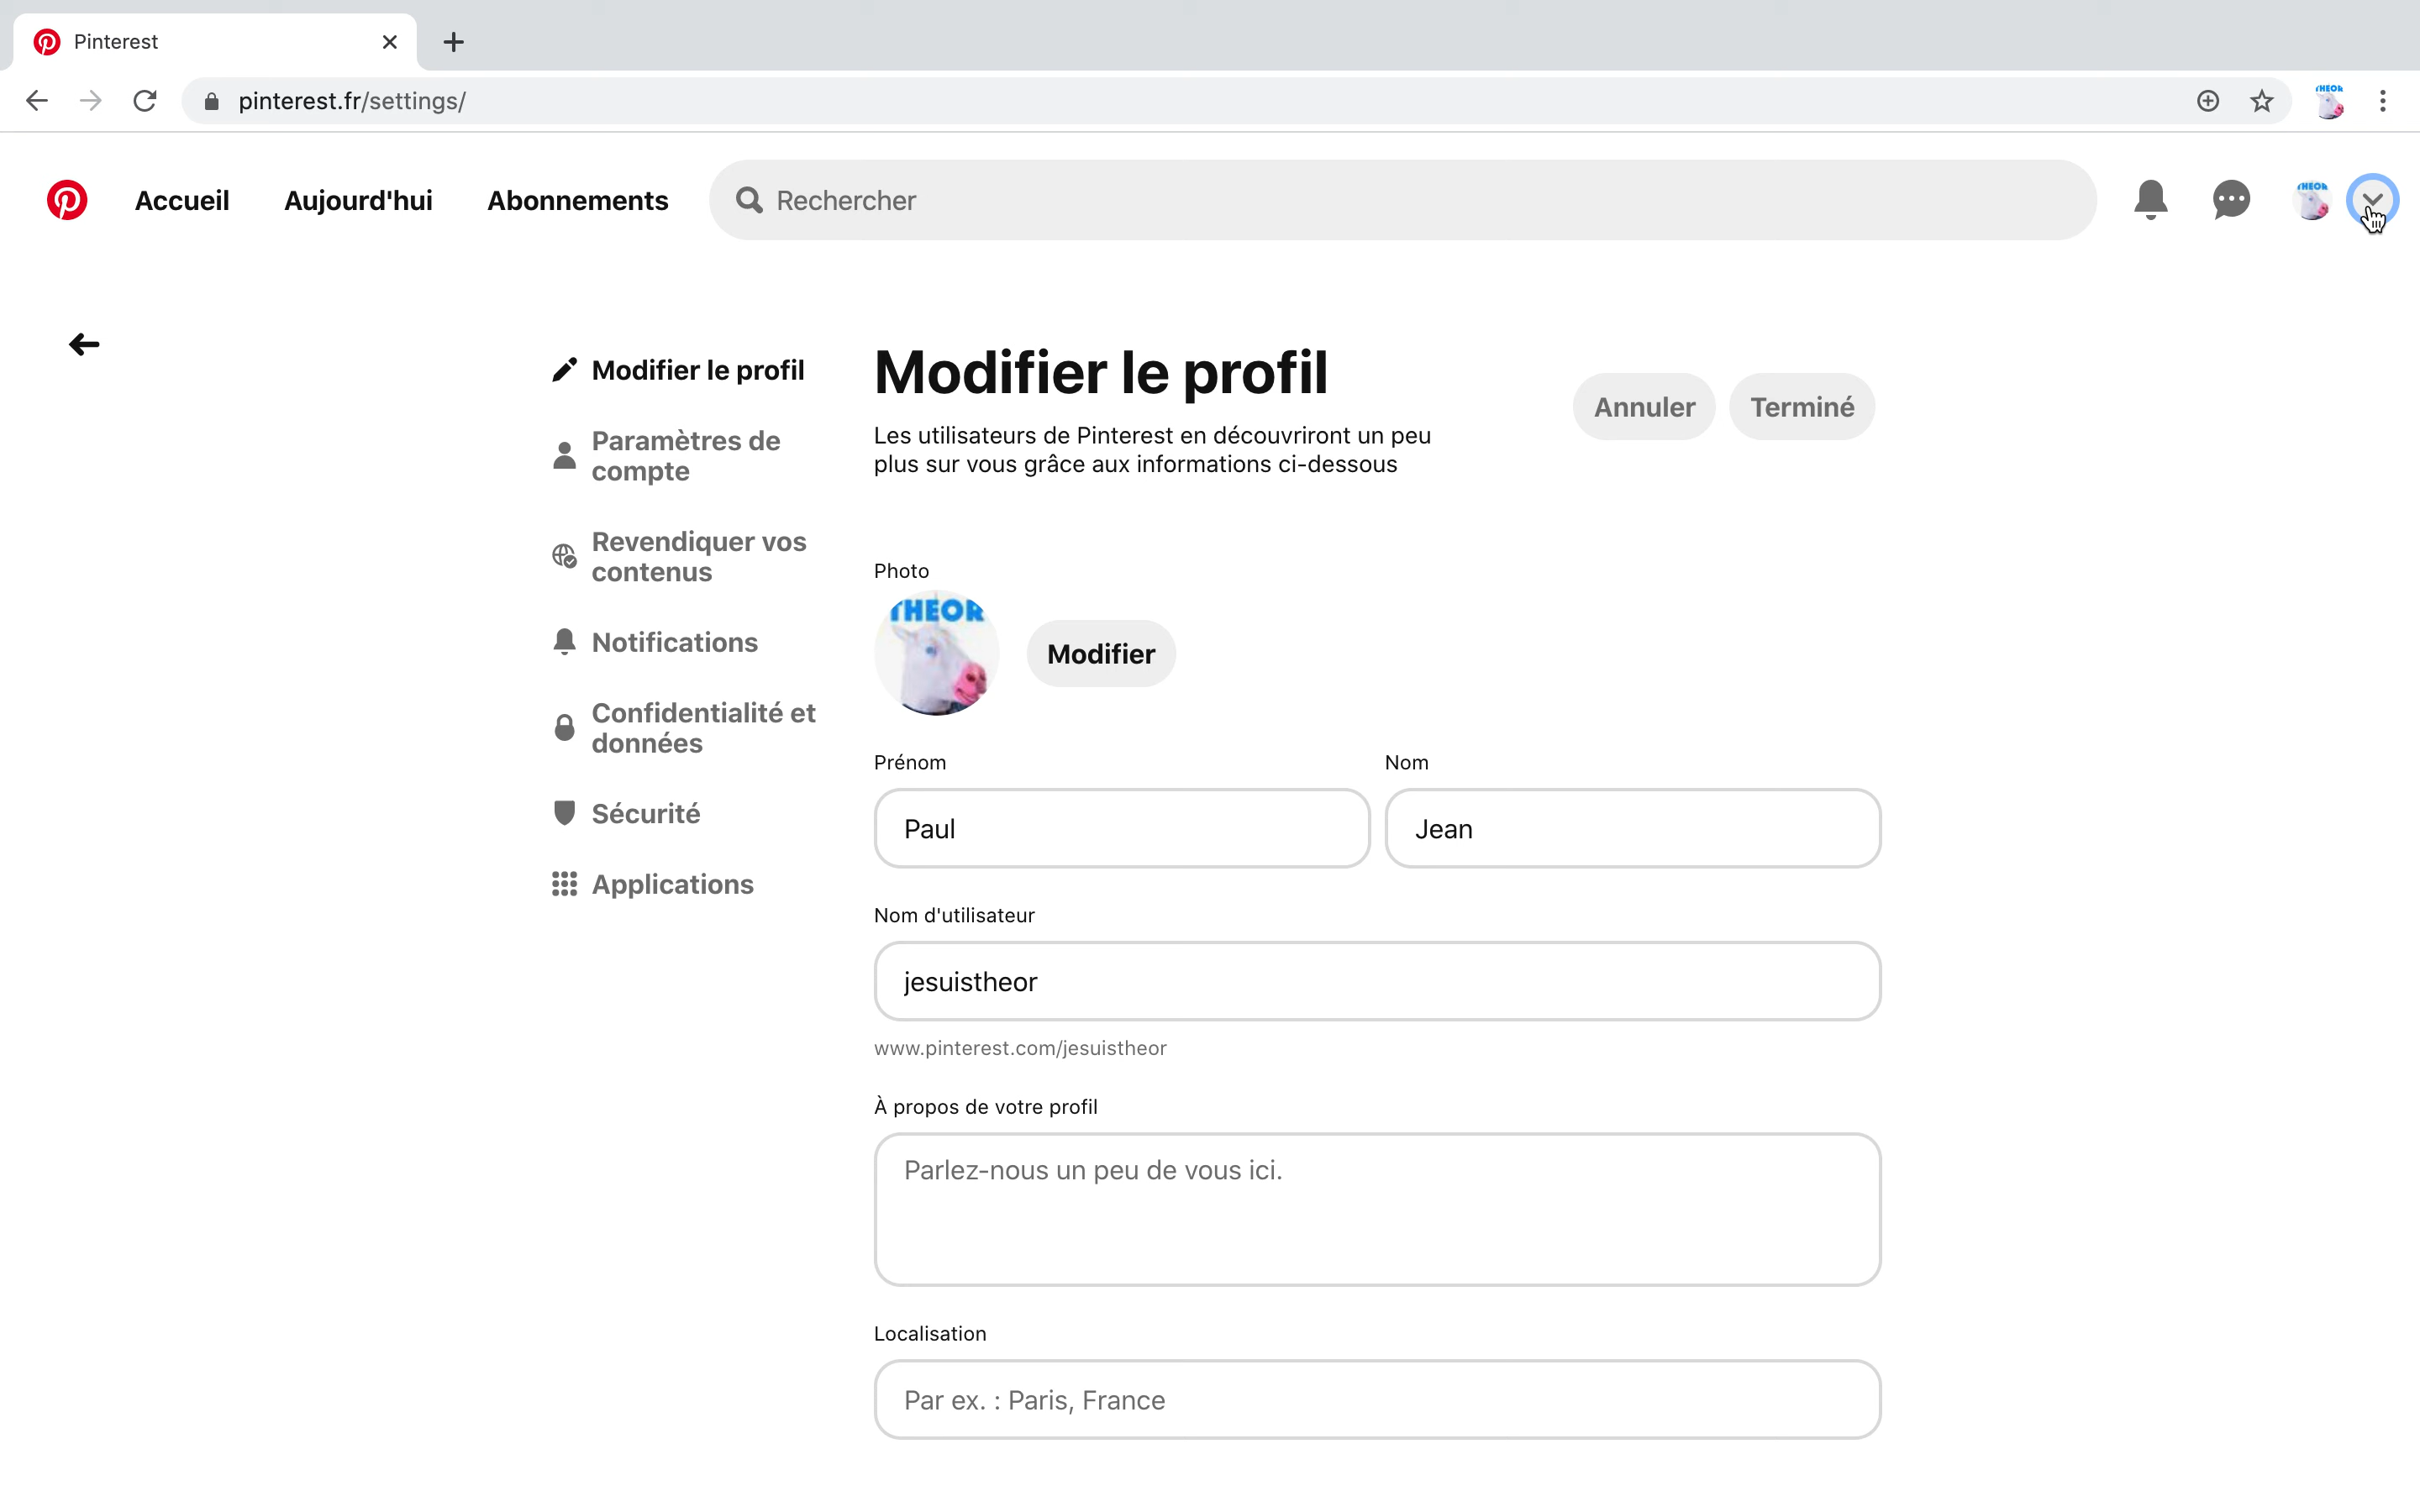 Pinterest
pinterest.fr/settings/
Accueil
Aujourd'hui
Abonnements
Rechercher
Modifier le profil
Paramètres de
compte
Revendiquer vos
contenus
Notifications
Confidentialité et
données
Sécurité
Applications
Modifier le profil
Les utilisateurs de Pinterest en découvriront un peu
plus sur vous grâce aux informations ci-dessous
Annuler
Terminé
Photo
THEOR
Modifier
Prénom
Nom
Paul
Jean
Nom d'utilisateur
jesuistheor
www.pinterest.com/jesuistheor
À propos de votre profil
Parlez-nous un peu de vous ici.
Localisation
Par ex. : Paris, France